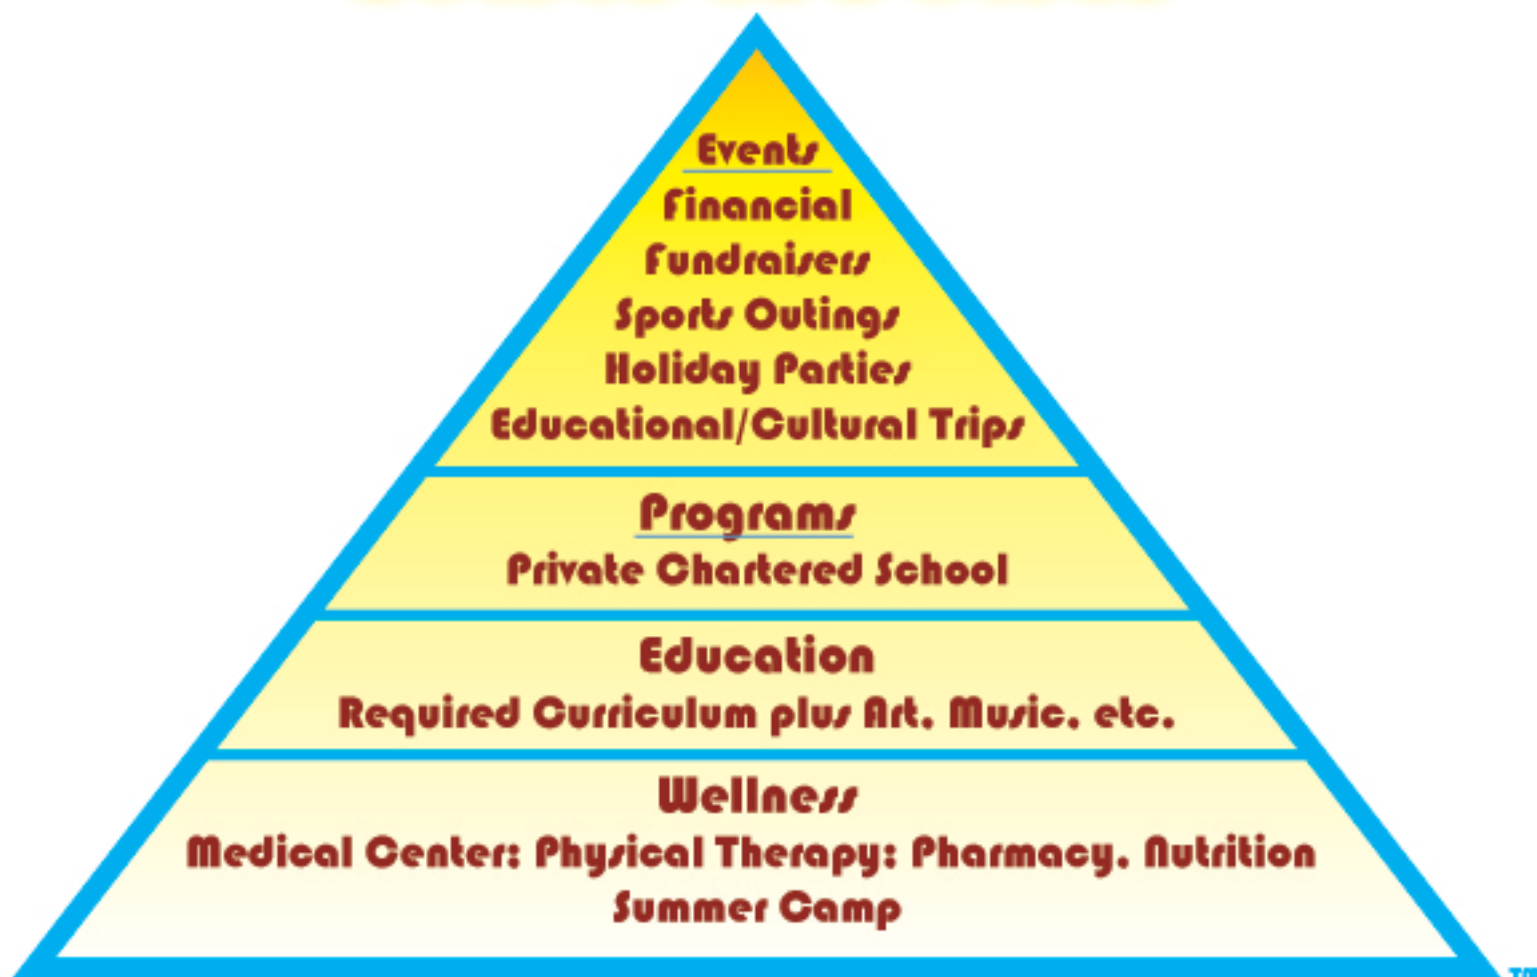 Events
Financial
Fundraisers
Sports Outings
Holiday Parties
Educational/Cultural Trips
Programs
Private Chartered School
Education
Required Curriculum plus Art, Music, etc.
Wellness
Medical Center; Physical Therapy; Pharmacy, Nutrition
Summer Camp